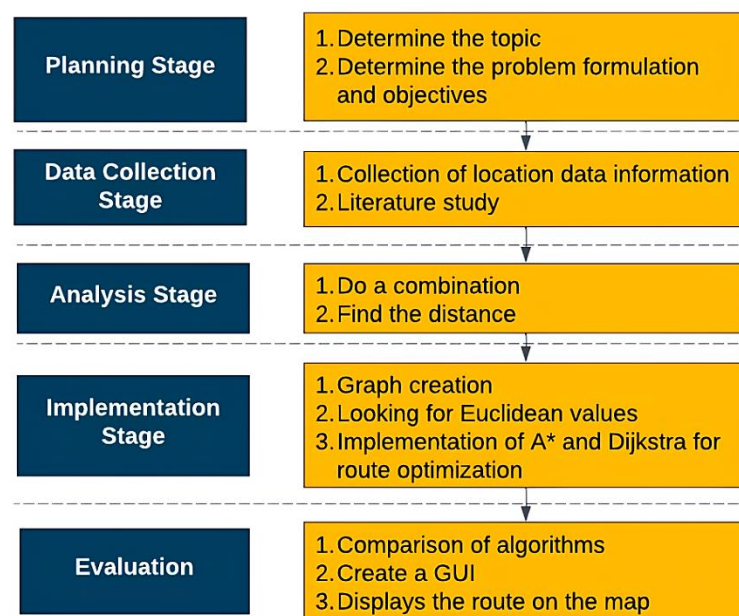 Planning Stage
1. Determine the topic
2. Determine the problem formulation
and objectives
Data Collection
Stage
1. Collection of location data information
2. Literature study
Analysis Stage
1. Do a combination
2. Find the distance
Implementation
Stage
1. Graph creation
2. Looking for Euclidean values
3. Implementation of A* and Dijkstra for
route optimization
Evaluation
1. Comparison of algorithms
2. Create a GUI
3. Displays the route on the map